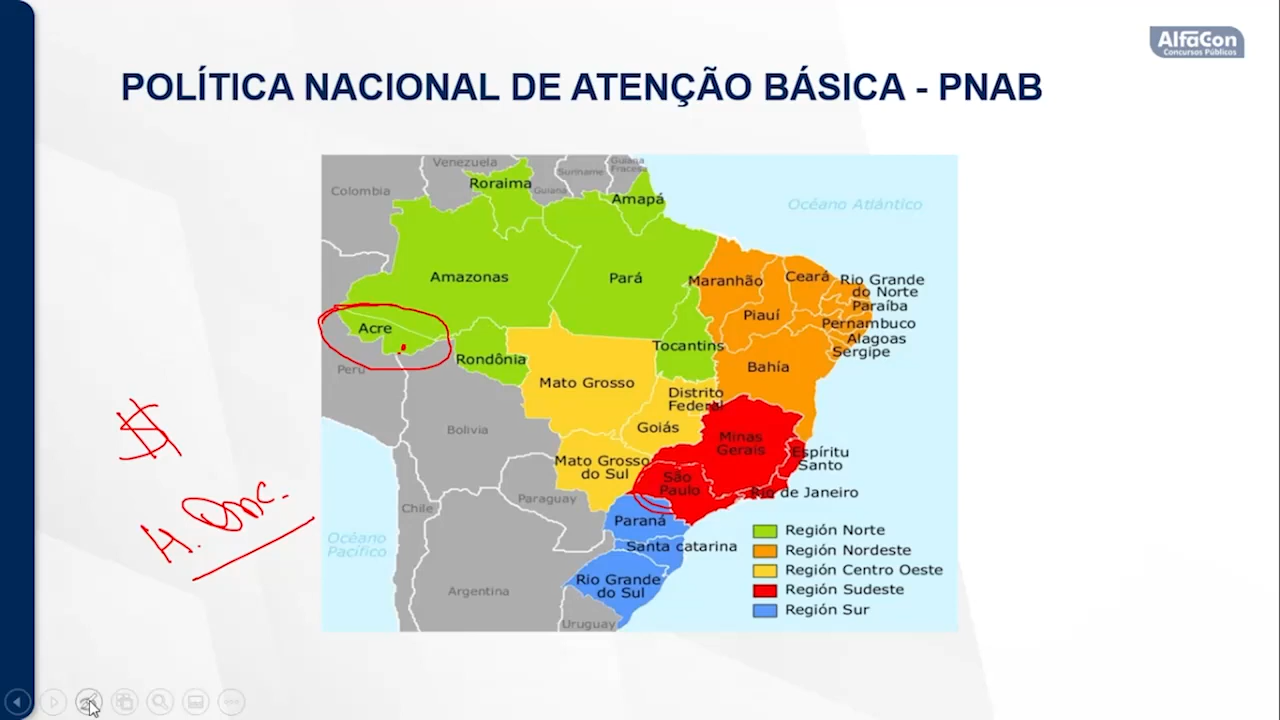 AlfaCon
Concursos Públicos
POLÍTICA NACIONAL DE ATENÇÃO BÁSICA - PNAB
Venezuela
Guiana
Francesa
Suriname
Colombia
Roraima
Guiana
Amapá
Océano Atlántico
Amazonas
Pará
Maranhão
Ceará
Rio Grande
do Norte
Paraíba
Piauí
Pernambuco
Acre
Alagoas
Tocantins
Sergipe
Rondônia
Peru
Bahía
Mato Grosso
Distrito
Federal
Goiás
Bolivia
Minas
Gerais
Espíritu
Santo
Mato Grosso
do Sul
São
Paulo
Rio de Janeiro
Paraguay
Chile
Paraná
Océano
Pacífico
Santa catarina
Rio Grande
do Sul
Argentina
Uruguay
Región Norte
Región Nordeste
Región Centro Oeste
Región Sudeste
Región Sur
$